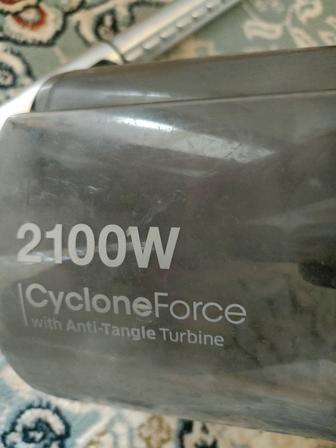 2100W
CycloneForce
with Anti-Tangle Turbine